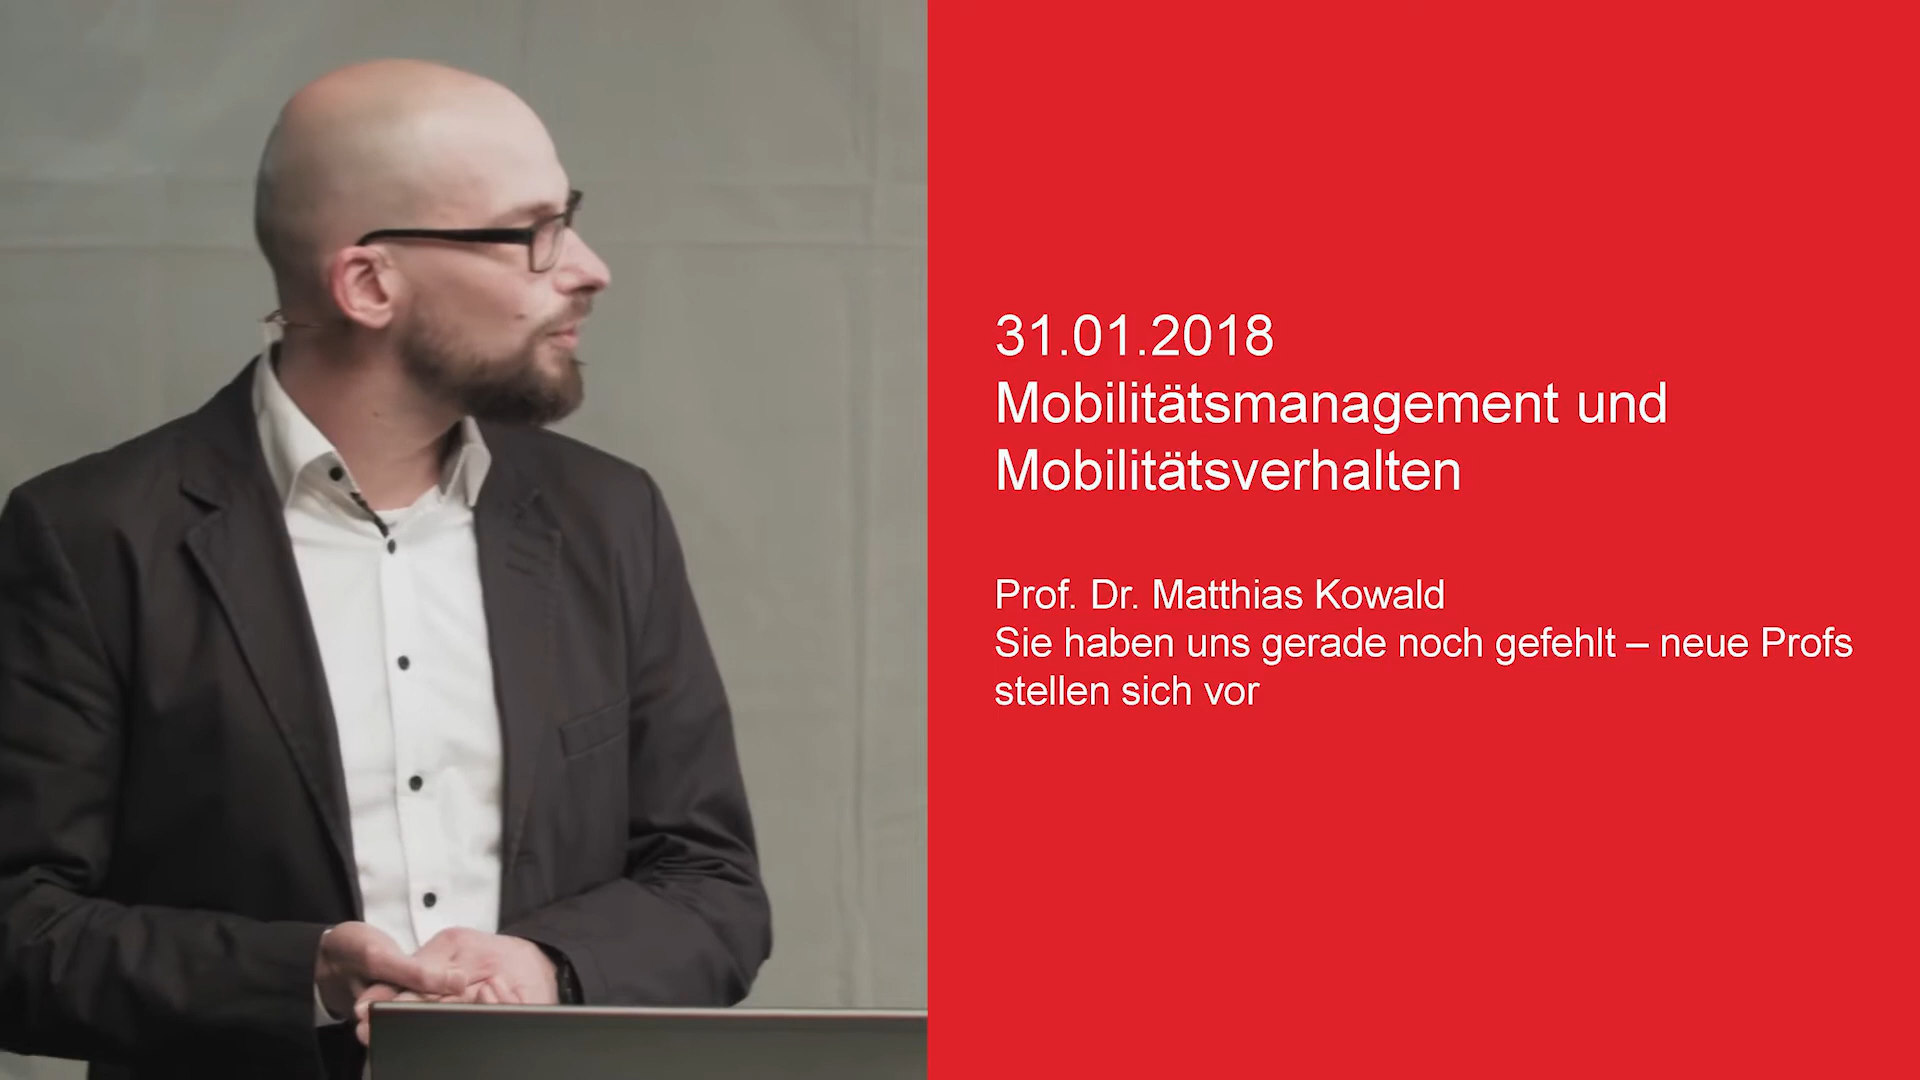 31.01.2018
Mobilitätsmanagement und
Mobilitätsverhalten
Prof. Dr. Matthias Kowald
Sie haben uns gerade noch gefehlt – neue Profs
stellen sich vor